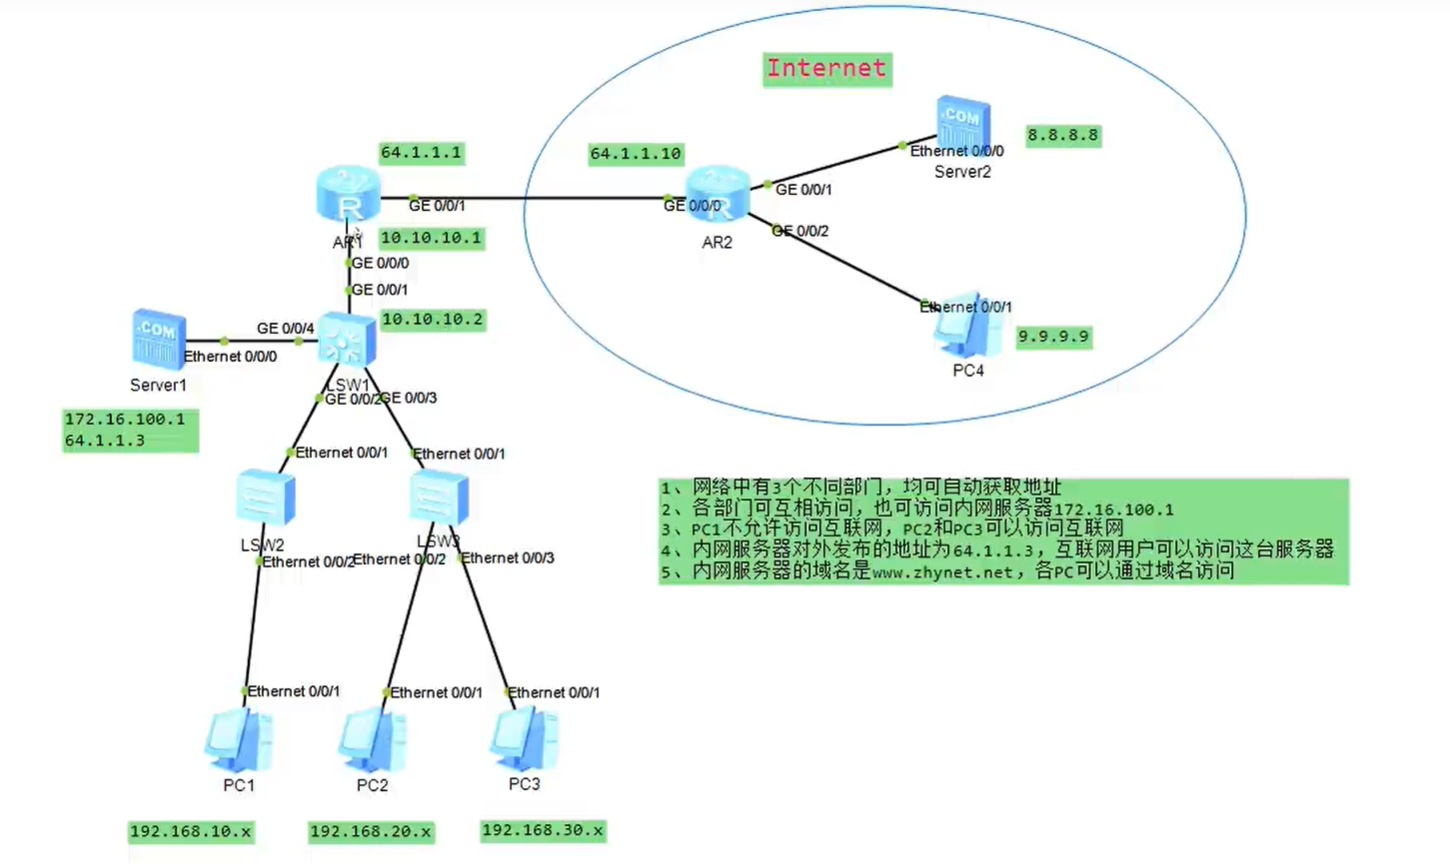 Internet
.COM
8.8.8.8
Ethernet 0/0/0
Server2
64.1.1.1
64.1.1.10
R
GE 0/0/1
GE 0/0/0
R
GE 0/0/1
AR1
10.10.10.1
AR2
GE 0/0/2
GE 0/0/0
GE 0/0/1
Ethernet 0/0/1
10.10.10.2
.COM
GE 0/0/4
Ethernet 0/0/0
9.9.9.9
PC4
Server1
LSW1
GE 0/0/2
GE 0/0/3
172.16.100.1
64.1.1.3
Ethernet 0/0/1
Ethernet 0/0/1
1、网络中有3个不同部门，均可自动获取地址
2、各部门可互相访问，也可访问内网服务器172.16.100.1
3、PC1不允许访问互联网，PC2和PC3可以访问互联网
4、内网服务器对外发布的地址为64.1.1.3，互联网用户可以访问这台服务器
5、内网服务器的域名是www.zhynet.net，各PC可以通过域名访问
LSW2
LSW3
Ethernet 0/0/2
Ethernet 0/0/2
Ethernet 0/0/3
Ethernet 0/0/1
Ethernet 0/0/1
Ethernet 0/0/1
PC1
PC2
PC3
192.168.10.x
192.168.20.x
192.168.30.x